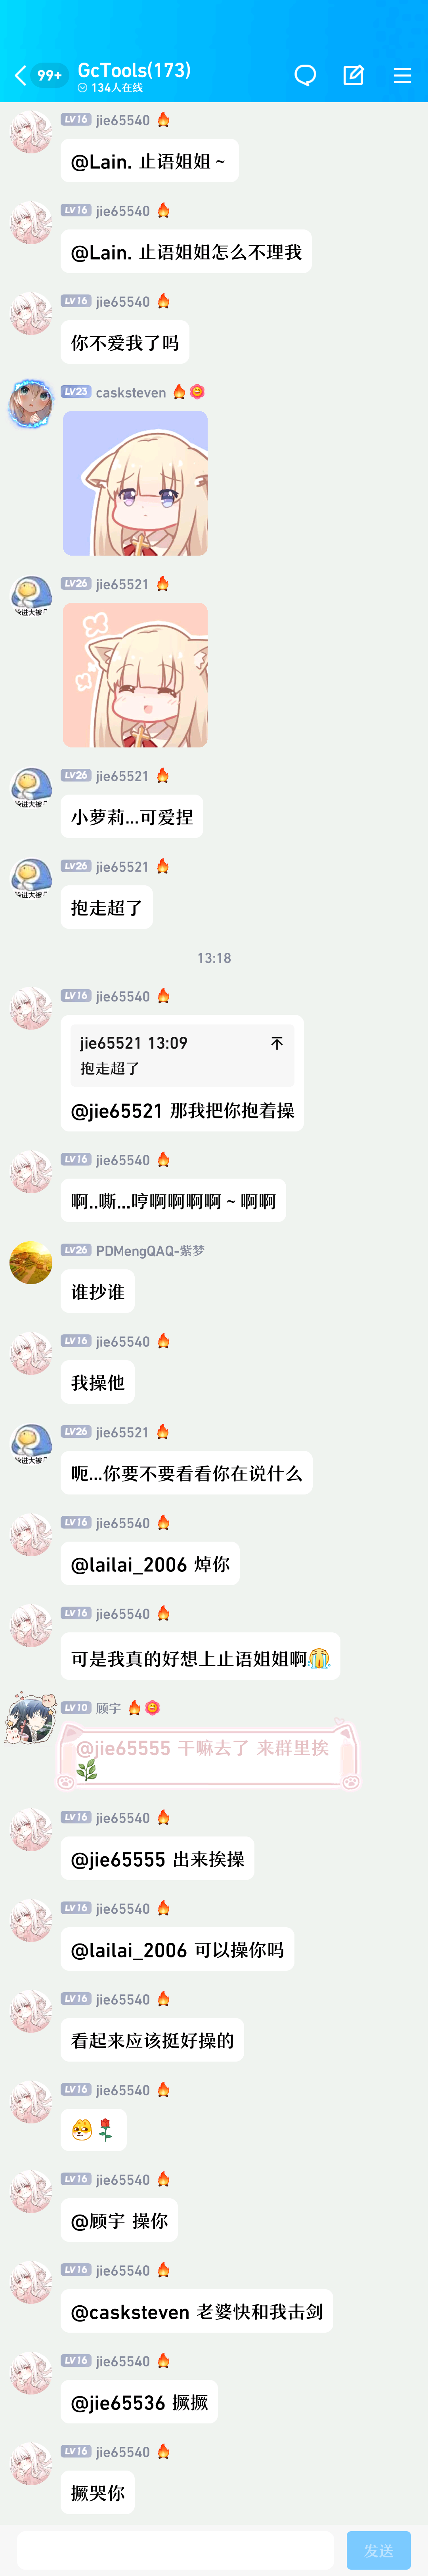 99+
GcTools(173)
134人在线
LV16 jie65540
@Lain. 止语姐姐～
LV16 jie65540
@Lain. 止语姐姐怎么不理我
LV16 jie65540
你不爱我了吗
LV23 casksteven
LV26 jie65521
LV26 jie65521
小萝莉...可爱捏
LV26 jie65521
抱走超了
13:18
LV16 jie65540
jie65521 13:09
抱走超了
@jie65521 那我把你抱着操
LV16 jie65540
啊..嘶...哼啊啊啊啊～啊啊
LV26 PDMengQAQ-紫梦
谁抄谁
LV16 jie65540
我操他
LV26 jie65521
呃...你要不要看看你在说什么
LV16 jie65540
@lailai_2006 焯你
LV16 jie65540
可是我真的好想上止语姐姐啊😭
LV10 顾宇
@jie65555 干嘛去了 来群里挨
🌿
LV16 jie65540
@jie65555 出来挨操
LV16 jie65540
@lailai_2006 可以操你吗
LV16 jie65540
看起来应该挺好操的
LV16 jie65540
LV16 jie65540
@顾宇 操你
LV16 jie65540
@casksteven 老婆快和我击剑
LV16 jie65540
@jie65536 撅撅
LV16 jie65540
撅哭你
发送